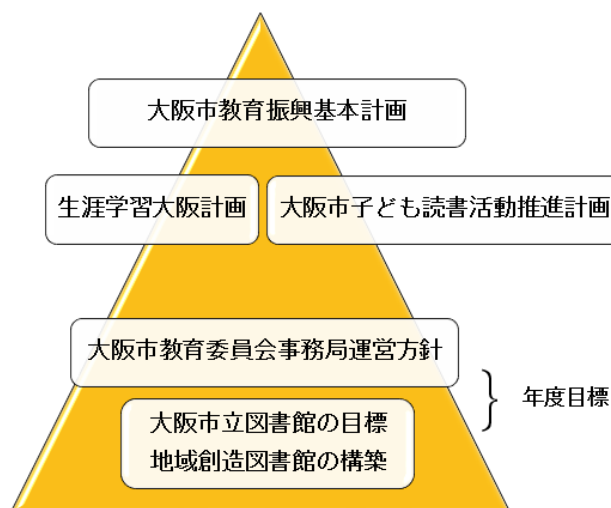 大阪市教育振興基本計画
生涯学習大阪計画
大阪市子ども読書活動推進計画
大阪市教育委員会事務局運営方針
年度目標
大阪市立図書館の目標
地域創造図書館の構築